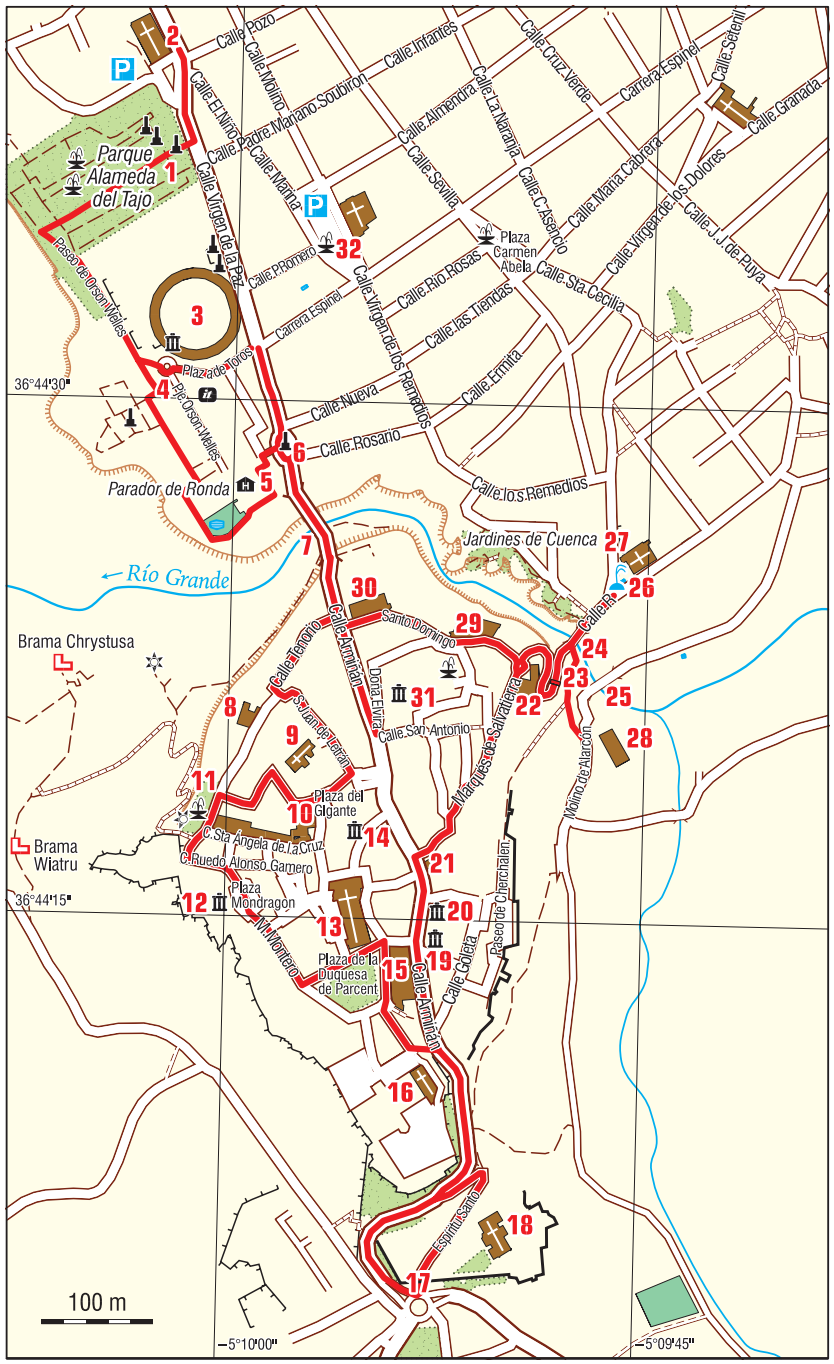 2
Calle Pozo
Calle Infantes
Calle Cruz Verde
Carrera Espinel
Calle Setenil
P
Calle El Niño
Calle Molino
Calle Padre Mariano Soubiron
Calle Almendra
Calle La Naranja
Calle Granada
Parque
Alameda
del Tajo
1
Calle Virgen de la Paz
Calle Marina
Calle Sevilla
Calle C. Asencio
Calle María Cabrera
Calle Virgen de los Dolores
P
32
Plaza
Carmen
Abela
Calle J.J. de Puya
Paseo de Orson Welles
Calle P. Romero
Calle Río Rosas
Calle Sta Cecilia
3
Carrera Espinel
Calle Virgen de los Remedios
Calle las Tiendas
Plaza de Toros
Calle Ermita
36°44'30"
4
it
Calle Nueva
Pje Orson Welles
6
Calle Rosario
Parador de Ronda
H
5
Calle los Remedios
7
Jardines de Cuenca
27
Río Grande
26
30
Calle R.
Brama Chrystusa
Calle Tenorio
Calle Armiñán
Santo Domingo
29
24
23
25
8
Doña Elvira
31
22
S. Juan de Letrán
9
Calle San Antonio
Marqués de Salvatierra
28
Molino de Alarcón
11
10
Plaza del
Gigante
Brama
Wiatru
C. Sta Ángela de La Cruz
14
C. Ruedo Alonso Gamero
21
Paseo de Cherchalen
36°44'15"
12
Plaza
Mondragon
13
20
M. Montero
19
Plaza de la
Duquesa
de Parcent
15
Calle Armiñán
Calle Goleta
16
Espíritu Santo
18
17
100 m
–5°10'00"
–5°09'45"